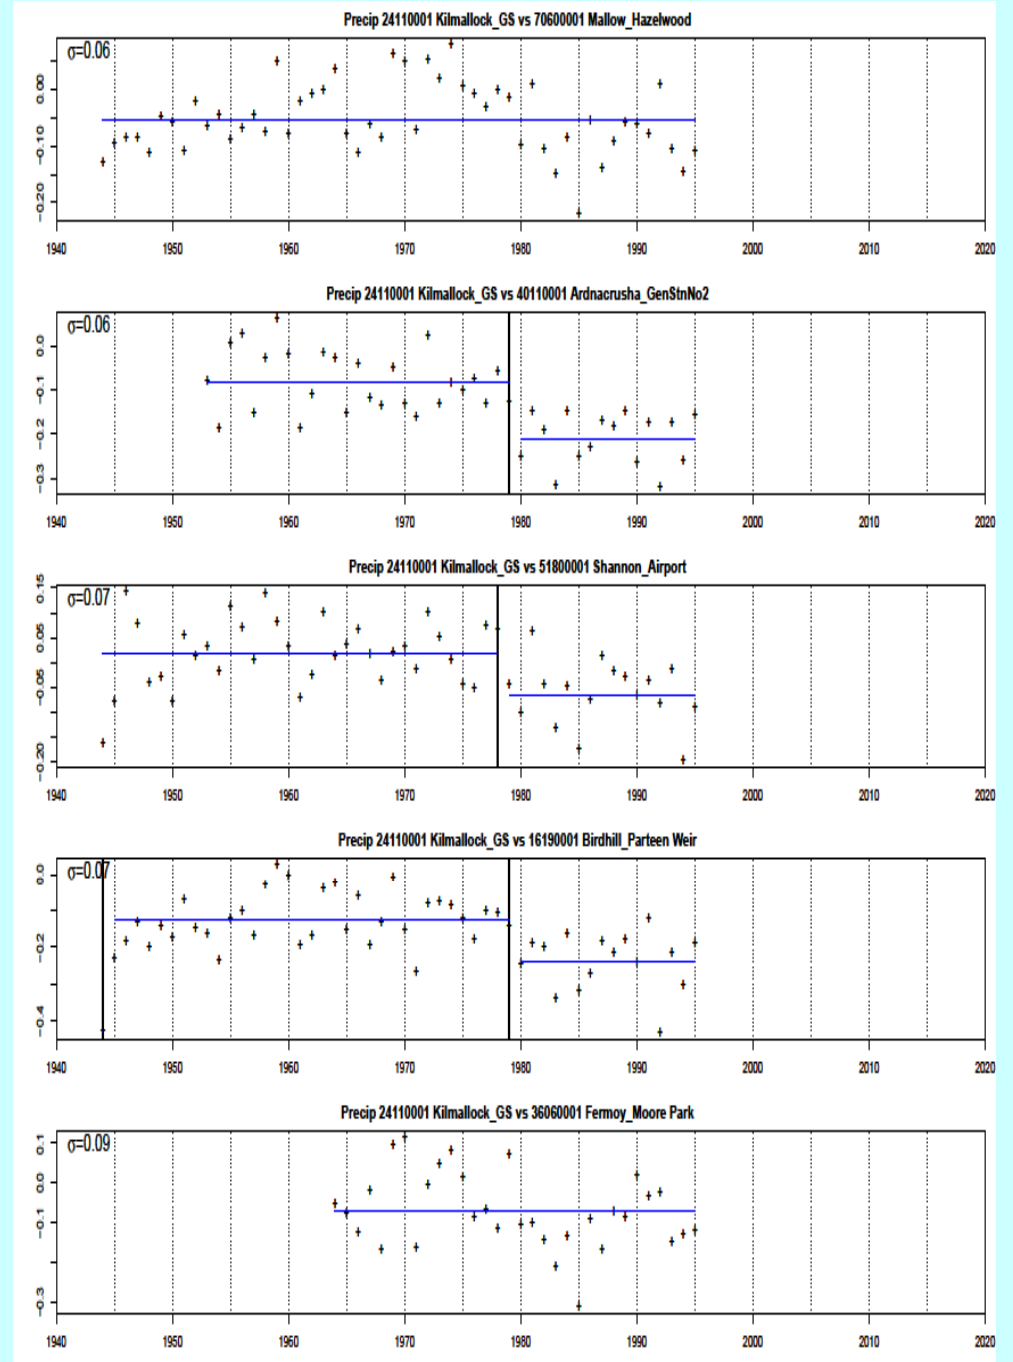 Precip 24110001 Kilmallock_GS vs 70600001 Mallow_Hazelwood
σ=0.06
0.00
−0.10
−0.20
1940 1950 1960 1970 1980 1990 2000 2010 2020
Precip 24110001 Kilmallock_GS vs 40110001 Ardnacrusha_GenStnNo2
σ=0.06
0.0
−0.1
−0.2
−0.3
1940 1950 1960 1970 1980 1990 2000 2010 2020
Precip 24110001 Kilmallock_GS vs 51800001 Shannon_Airport
σ=0.07
0.15
0.05
−0.05
−0.20
1940 1950 1960 1970 1980 1990 2000 2010 2020
Precip 24110001 Kilmallock_GS vs 16190001 Birdhill_Parteen Weir
σ=0.07
0.0
−0.2
−0.4
1940 1950 1960 1970 1980 1990 2000 2010 2020
Precip 24110001 Kilmallock_GS vs 36060001 Fermoy_Moore Park
σ=0.09
0.1
0.0
−0.1
−0.3
1940 1950 1960 1970 1980 1990 2000 2010 2020